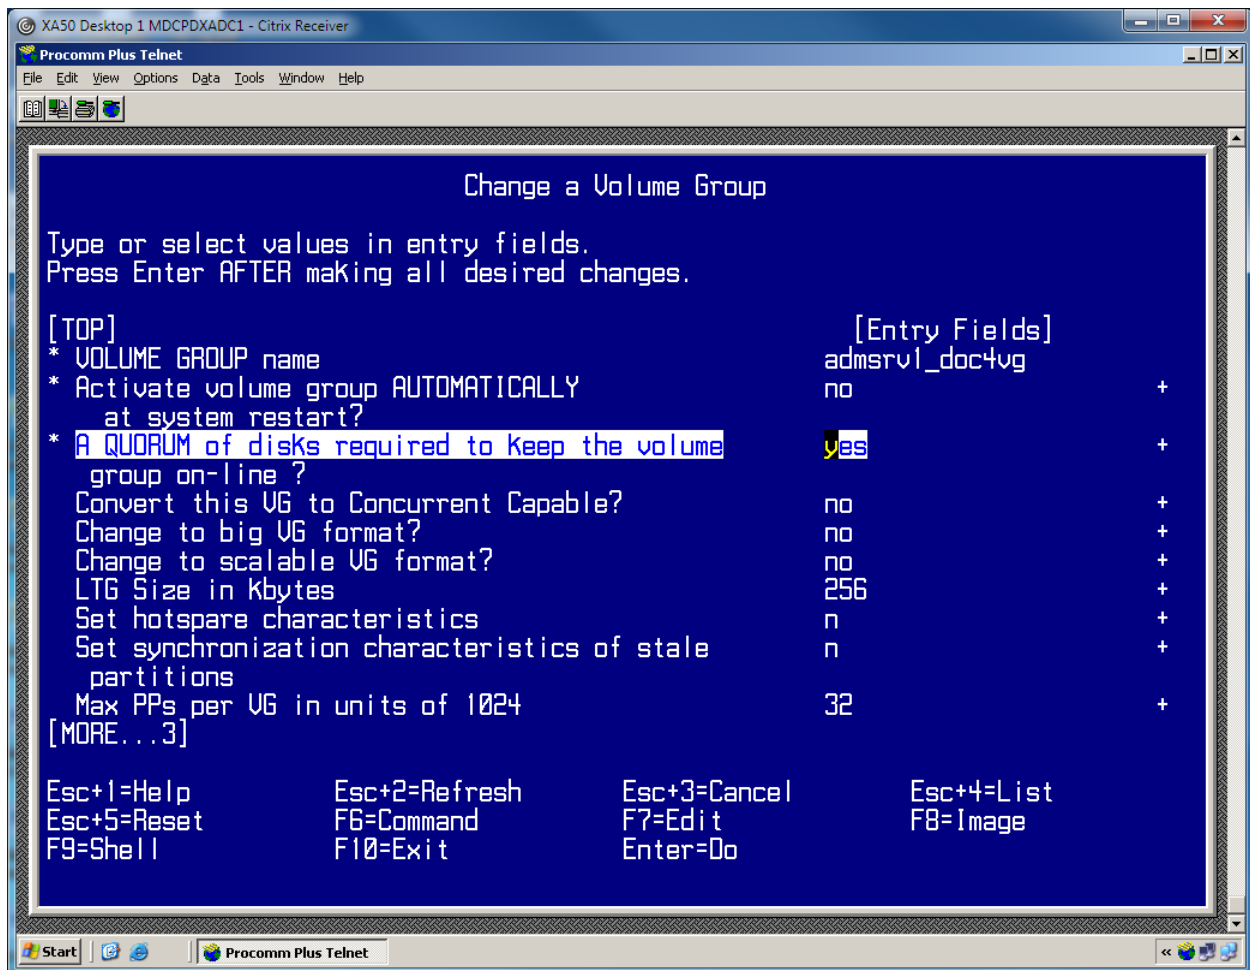 XA50 Desktop 1 MDCPDXADC1 - Citrix Receiver
Procomm Plus Telnet
File Edit View Options Data Tools Window Help
Change a Volume Group
Type or select values in entry fields.
Press Enter AFTER making all desired changes.
[TOP] [Entry Fields]
* VOLUME GROUP name admsrv1_doc4vg
* Activate volume group AUTOMATICALLY no +
at system restart?
* A QUORUM of disks required to keep the volume yes +
group on-line ?
Convert this VG to Concurrent Capable? no +
Change to big VG format? no +
Change to scalable VG format? no +
LTG Size in Kbytes 256 +
Set hotspare characteristics n +
Set synchronization characteristics of stale n +
partitions
Max PPs per VG in units of 1024 32 +
[MORE...3]
Esc+1=Help Esc+2=Refresh Esc+3=Cancel Esc+4=List
Esc+5=Reset F6=Command F7=Edit F8=Image
F9=Shell F10=Exit Enter=Do
Start Procomm Plus Telnet «